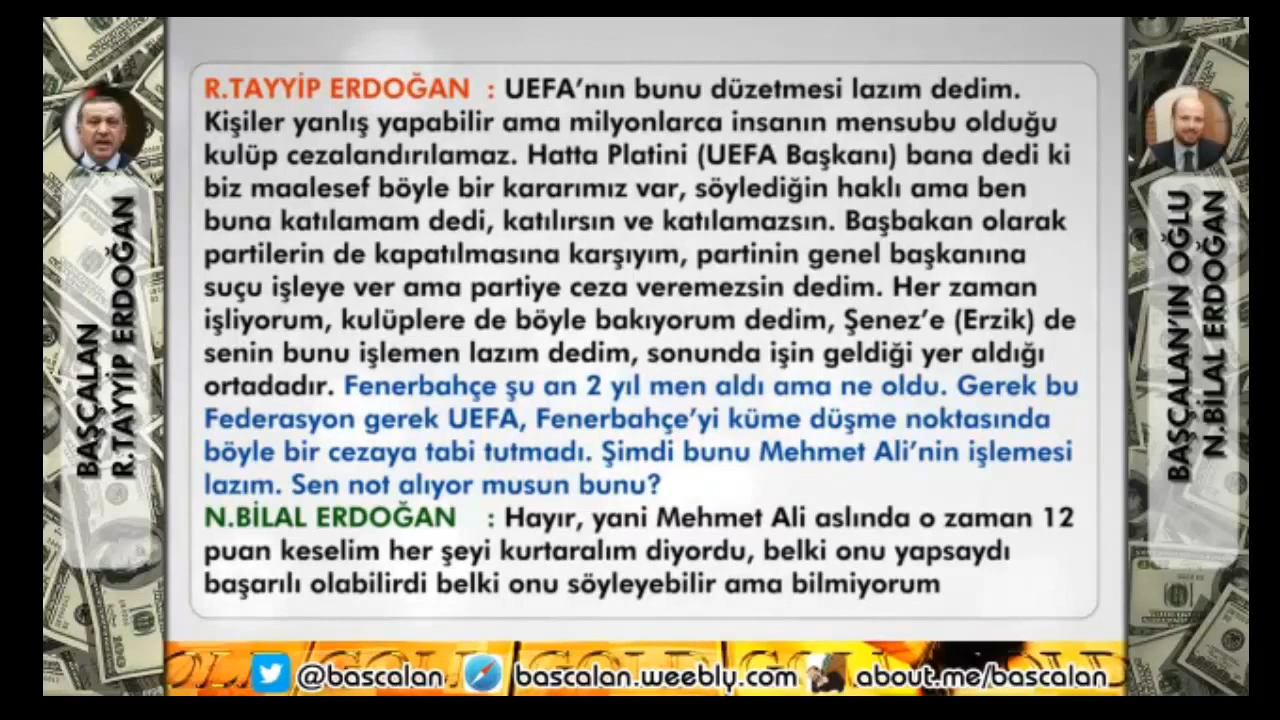 R.TAYYİP ERDOĞAN : UEFA'nın bunu düzetmesi lazım dedim.
Kişiler yanlış yapabilir ama milyonlarca insanın mensubu olduğu
kulüp cezalandırılamaz. Hatta Platini (UEFA Başkanı) bana dedi ki
biz maalesef böyle bir kararımız var, söylediğin haklı ama ben
buna katılamam dedi, katılırsın ve katılamazsın. Başbakan olarak
partilerin de kapatılmasına karşıyım, partinin genel başkanına
suçu işleye ver ama partiye ceza veremezsin dedim. Her zaman
işliyorum, kulüplere de böyle bakıyorum dedim, Şenez'e (Erzik) de
senin bunu işlemen lazım dedim, sonunda işin geldiği yer aldığı
ortadadır. Fenerbahçe şu an 2 yıl men aldı ama ne oldu. Gerek bu
Federasyon gerek UEFA, Fenerbahçe'yi küme düşme noktasında
böyle bir cezaya tabi tutmadı. Şimdi bunu Mehmet Ali'nin işlemesi
lazım. Sen not alıyor musun bunu?
N.BİLAL ERDOĞAN : Hayır, yani Mehmet Ali aslında o zaman 12
puan keselim her şeyi kurtaralım diyordu, belki onu yapsaydı
başarılı olabilirdi belki onu söyleyebilir ama bilmiyorum
BAŞÇALAN
R.TAYYİP ERDOĞAN
BAŞÇALAN'IN OĞLU
N.BİLAL ERDOĞAN
@bascalan bascalan.weebly.com about.me/bascalan